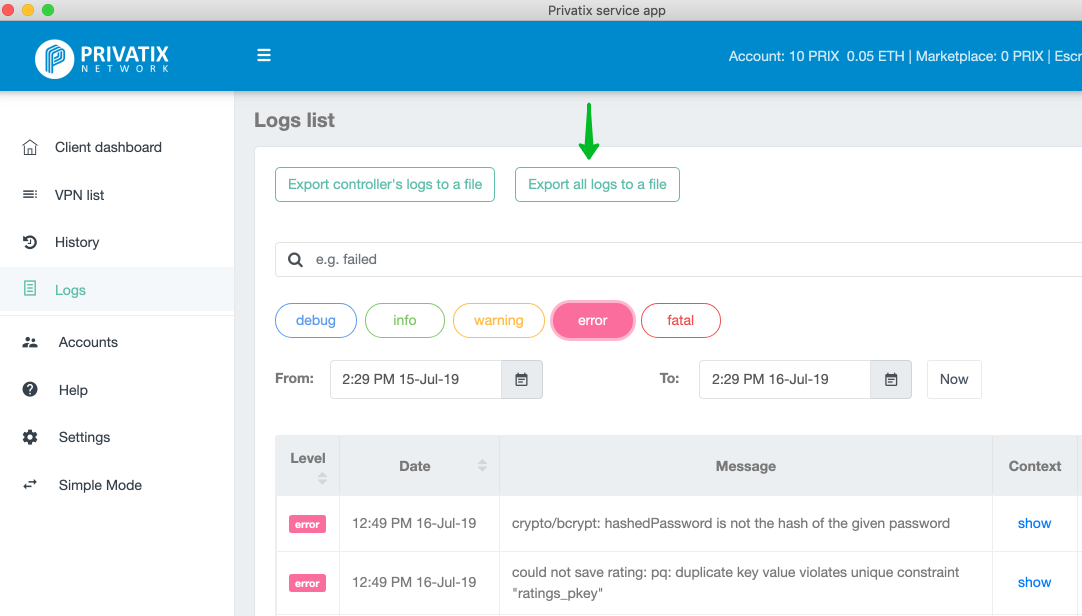 Privatix service app
PRIVATIX
NETWORK
Account: 10 PRIX 0.05 ETH | Marketplace: 0 PRIX | Escr
Client dashboard
VPN list
History
Logs
Accounts
Help
Settings
Simple Mode
Logs list
Export controller's logs to a file
Export all logs to a file
e.g. failed
debug info warning error fatal
From: 2:29 PM 15-Jul-19 To: 2:29 PM 16-Jul-19 Now
Level Date Message Context
error 12:49 PM 16-Jul-19 crypto/bcrypt: hashedPassword is not the hash of the given password show
error 12:49 PM 16-Jul-19 could not save rating: pq: duplicate key value violates unique constraint show
"ratings_pkey"